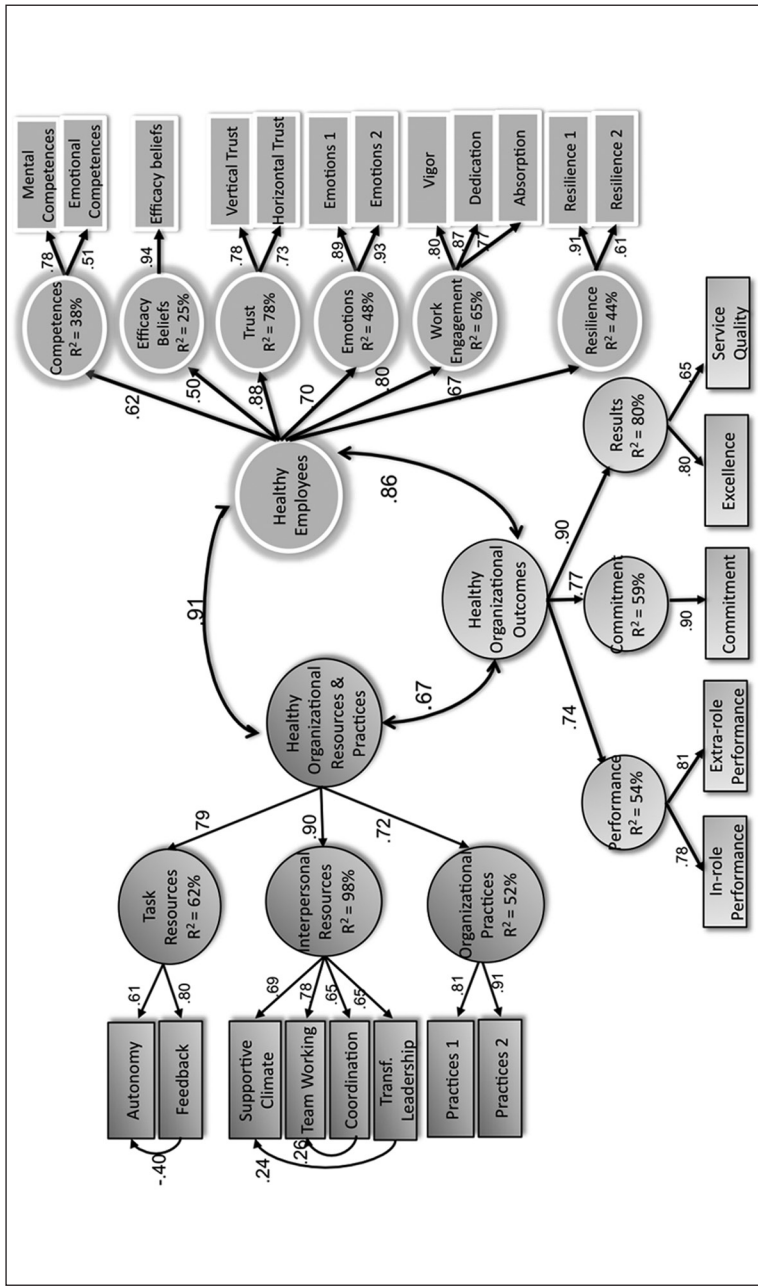 Autonomy
Feedback
-.40
Supportive
Climate
Team Working
Coordination
Transf.
Leadership
.24
.26
Practices 1
Practices 2
.61
.80
.69
.78
.65
.65
.81
.91
Task
Resources
R² = 62%
Interpersonal
Resources
R² = 98%
Organizational
Practices
R² = 52%
.79
.90
.72
Healthy
Organizational
Resources &
Practices
.91
.67
.86
Healthy
Employees
Healthy
Organizational
Outcomes
.62
.50
.88
.70
.80
.67
Competences
R² = 38%
Efficacy
Beliefs
R² = 25%
Trust
R² = 78%
Emotions
R² = 48%
Work
Engagement
R² = 65%
Resilience
R² = 44%
.78
.51
.94
.78
.73
.89
.93
.80
.87
.77
.91
.61
Mental
Competences
Emotional
Competences
Efficacy beliefs
Vertical Trust
Horizontal Trust
Emotions 1
Emotions 2
Vigor
Dedication
Absorption
Resilience 1
Resilience 2
.74
.77
.90
Performance
R² = 54%
Commitment
R² = 59%
Results
R² = 80%
.78
.81
.90
.80
.65
In-role
Performance
Extra-role
Performance
Commitment
Excellence
Service
Quality